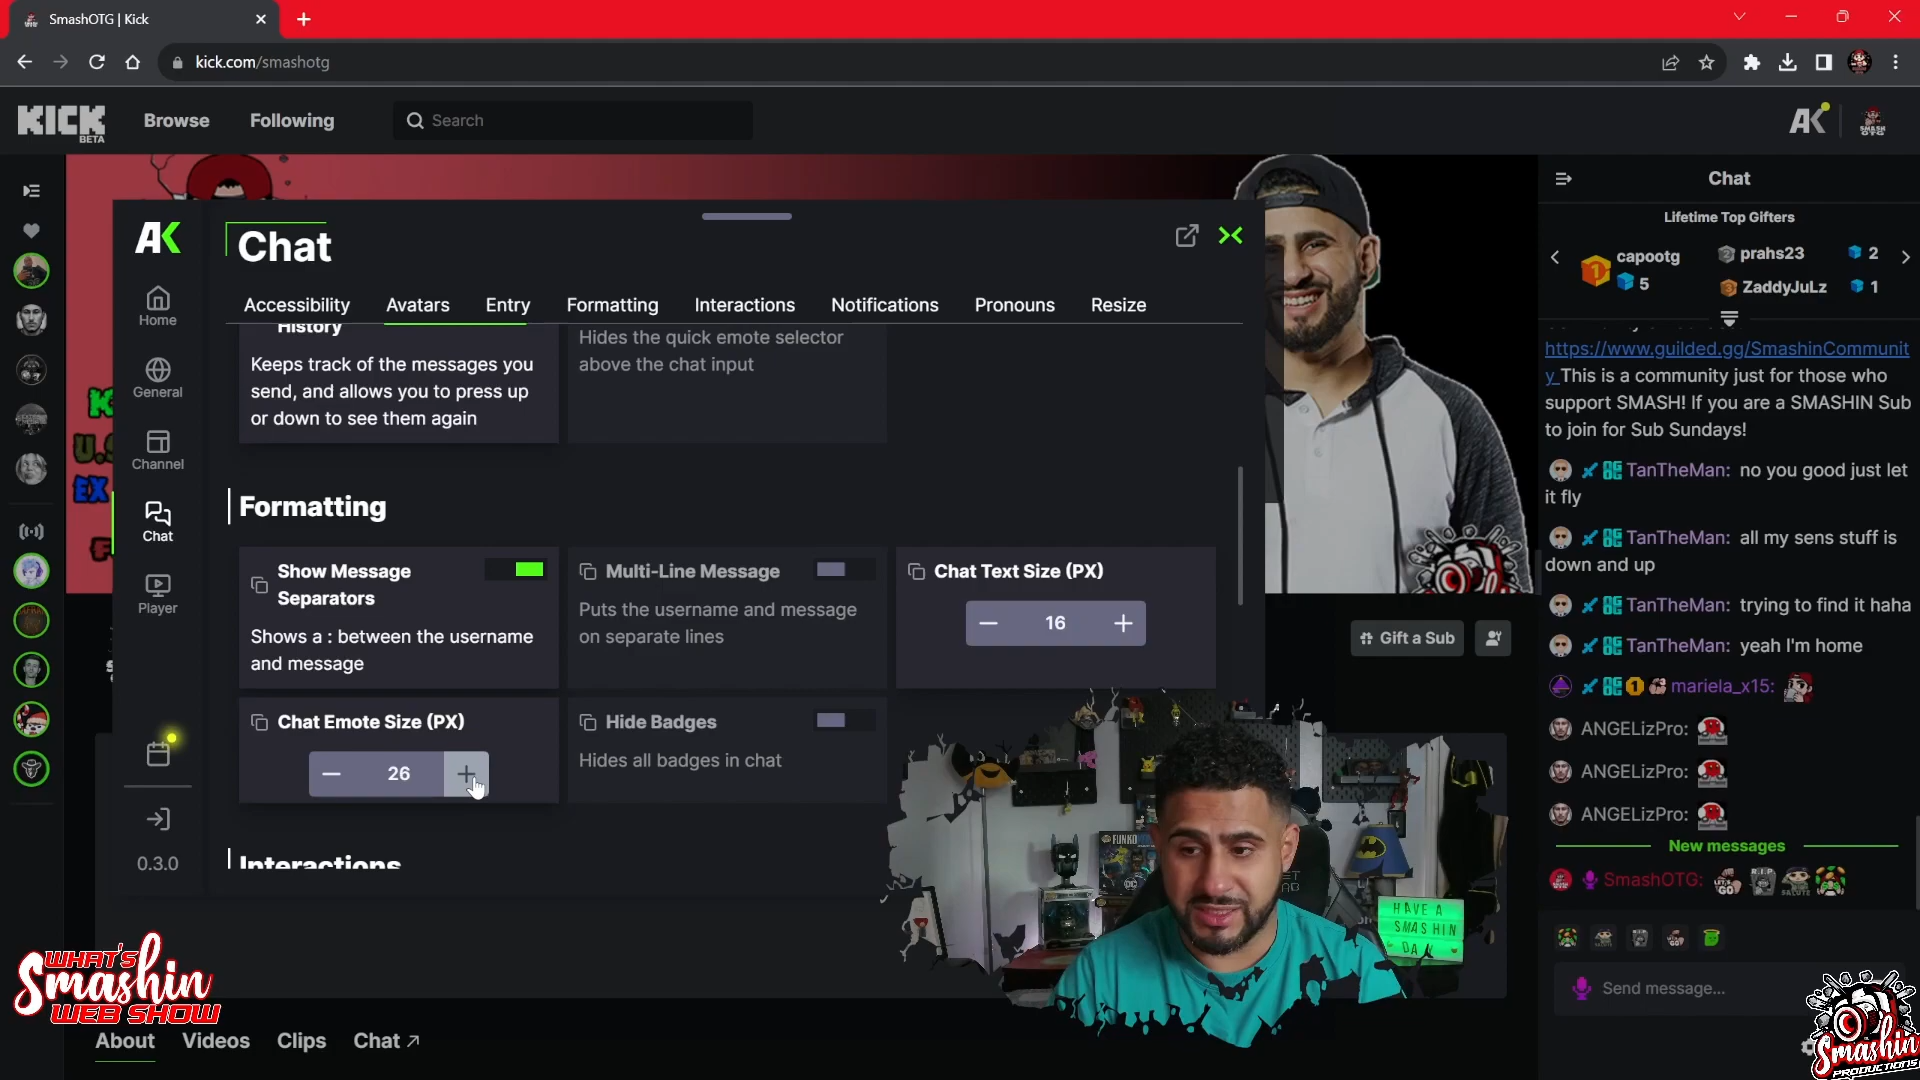 SmashOTG | Kick
kick.com/smashotg
KICK
BETA
Browse
Following
Search
AK
AK
Chat
Accessibility
Avatars
Entry
Formatting
Interactions
Notifications
Pronouns
Resize
Home
General
Channel
Chat
Player
0.3.0
History
Keeps track of the messages you
send, and allows you to press up
or down to see them again
Hides the quick emote selector
above the chat input
Formatting
Show Message
Separators
Shows a : between the username
and message
Multi-Line Message
Puts the username and message
on separate lines
Chat Text Size (PX)
16
Chat Emote Size (PX)
26
Hide Badges
Hides all badges in chat
Interactions
Gift a Sub
Chat
Lifetime Top Gifters
capootg
5
prahs23
2
ZaddyJuLz
1
https://www.guilded.gg/SmashinCommunit
y This is a community just for those who
support SMASH! If you are a SMASHIN Sub
to join for Sub Sundays!
TanTheMan: no you good just let
it fly
TanTheMan: all my sens stuff is
down and up
TanTheMan: trying to find it haha
TanTheMan: yeah I'm home
mariela_x15:
ANGELizPro:
ANGELizPro:
ANGELizPro:
New messages
SmashOTG:
Send message...
HAVE A
SMASHIN
DAY
FUNKO
WHAT'S
Smashin
WEB SHOW
About
Videos
Clips
Chat
Smashin
PRODUCTIONS